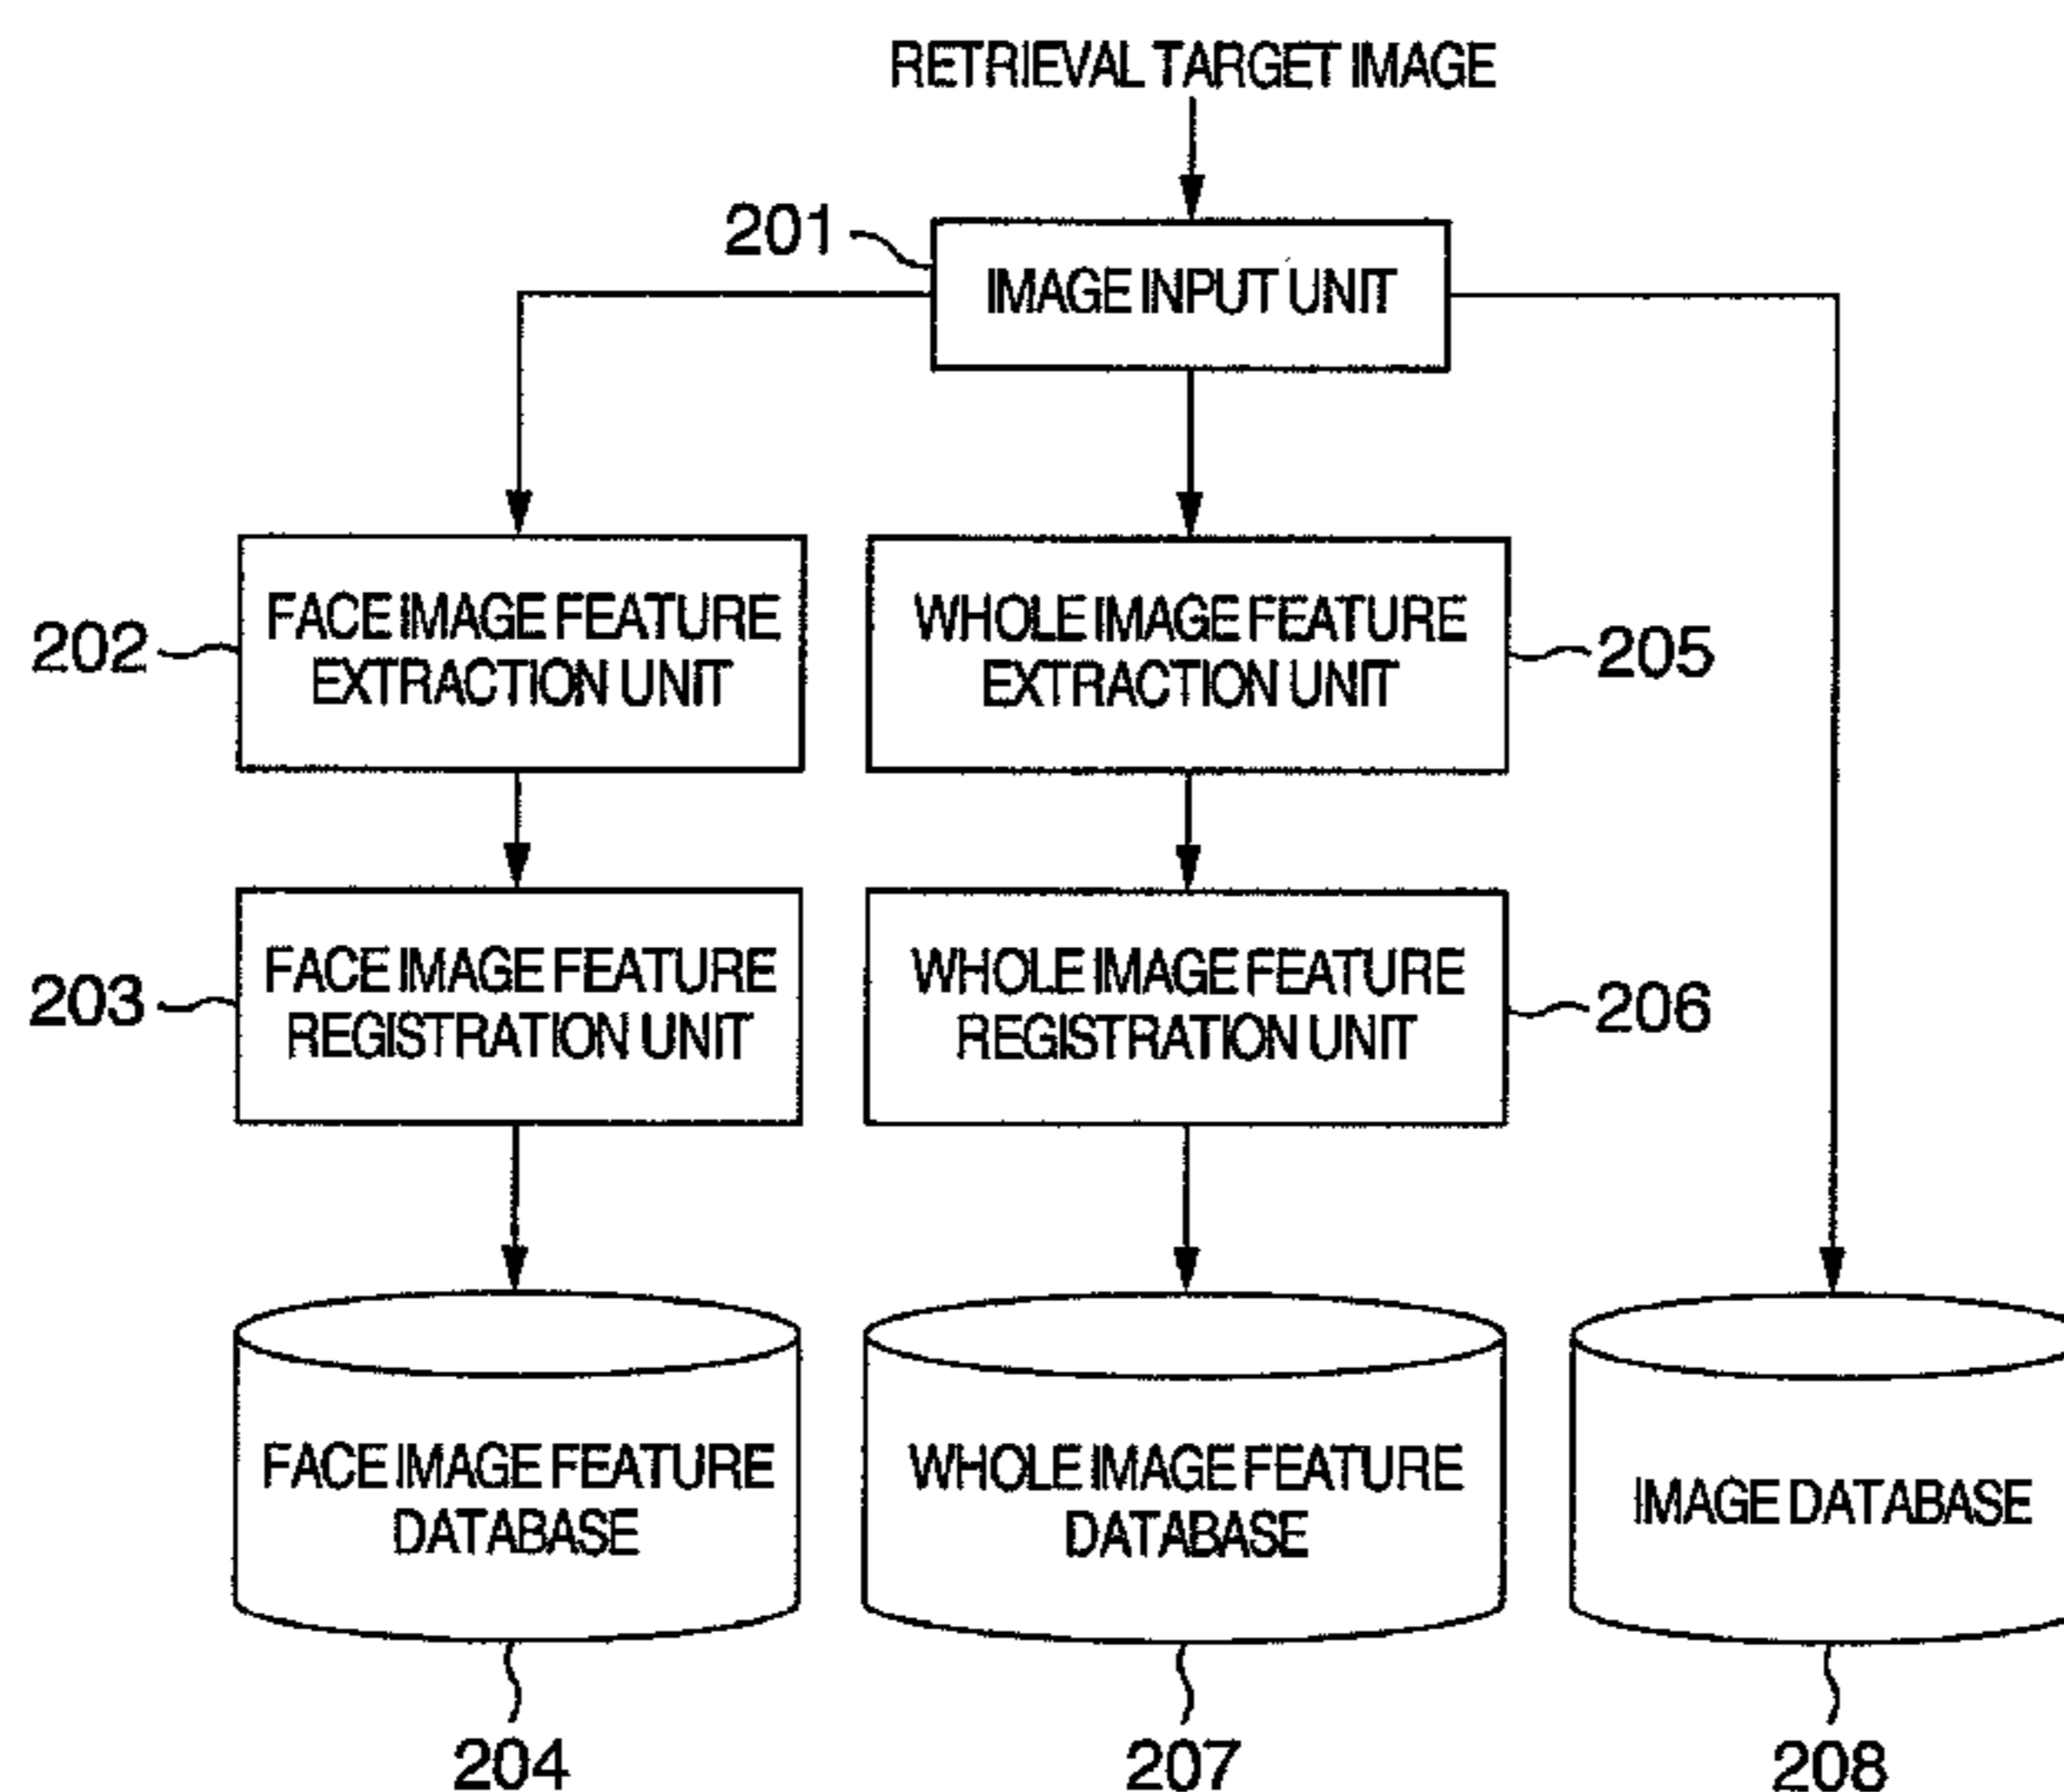 RETRIEVAL TARGET IMAGE
201
IMAGE INPUT UNIT
202
FACE IMAGE FEATURE
EXTRACTION UNIT
WHOLE IMAGE FEATURE
EXTRACTION UNIT
205
203
FACE IMAGE FEATURE
REGISTRATION UNIT
WHOLE IMAGE FEATURE
REGISTRATION UNIT
206
FACE IMAGE FEATURE
DATABASE
WHOLE IMAGE FEATURE
DATABASE
IMAGE DATABASE
204
207
208